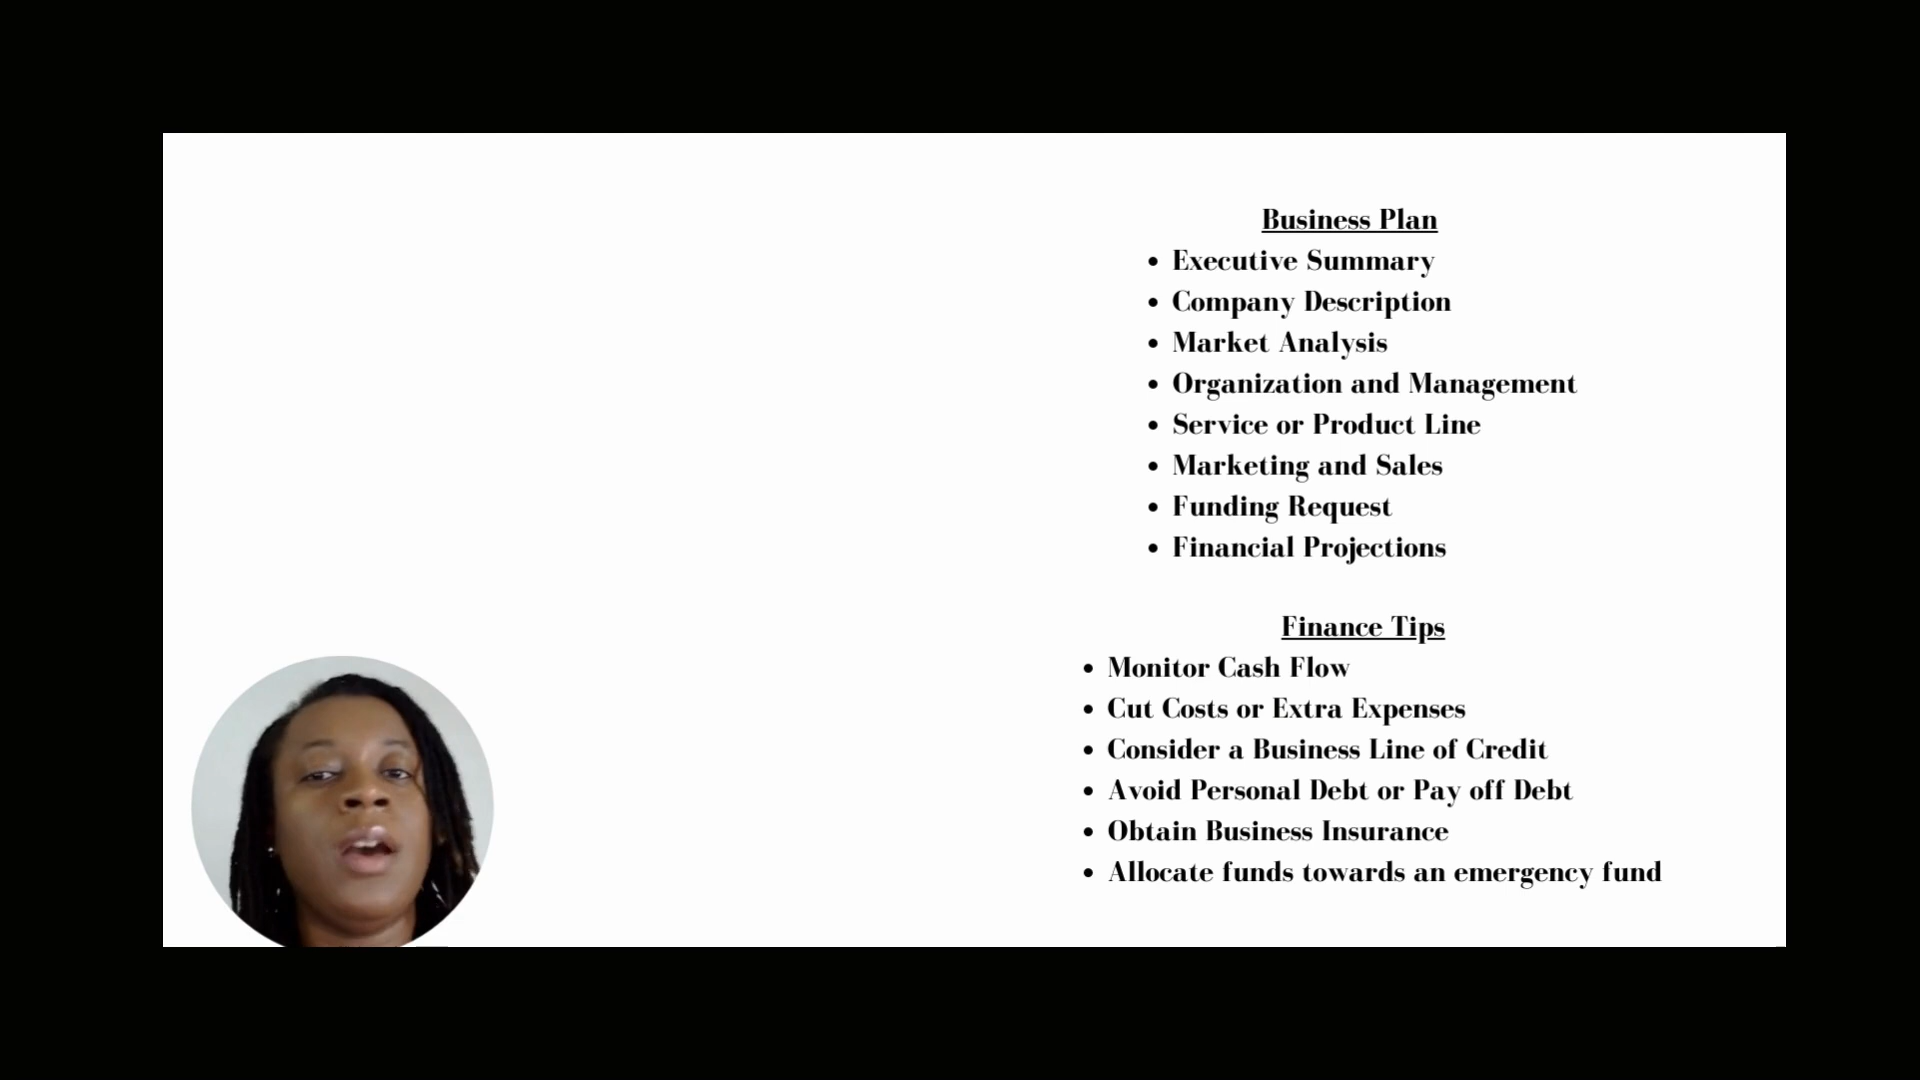 Business Plan
• Executive Summary
• Company Description
• Market Analysis
• Organization and Management
• Service or Product Line
• Marketing and Sales
• Funding Request
• Financial Projections
Finance Tips
• Monitor Cash Flow
• Cut Costs or Extra Expenses
• Consider a Business Line of Credit
• Avoid Personal Debt or Pay off Debt
• Obtain Business Insurance
• Allocate funds towards an emergency fund